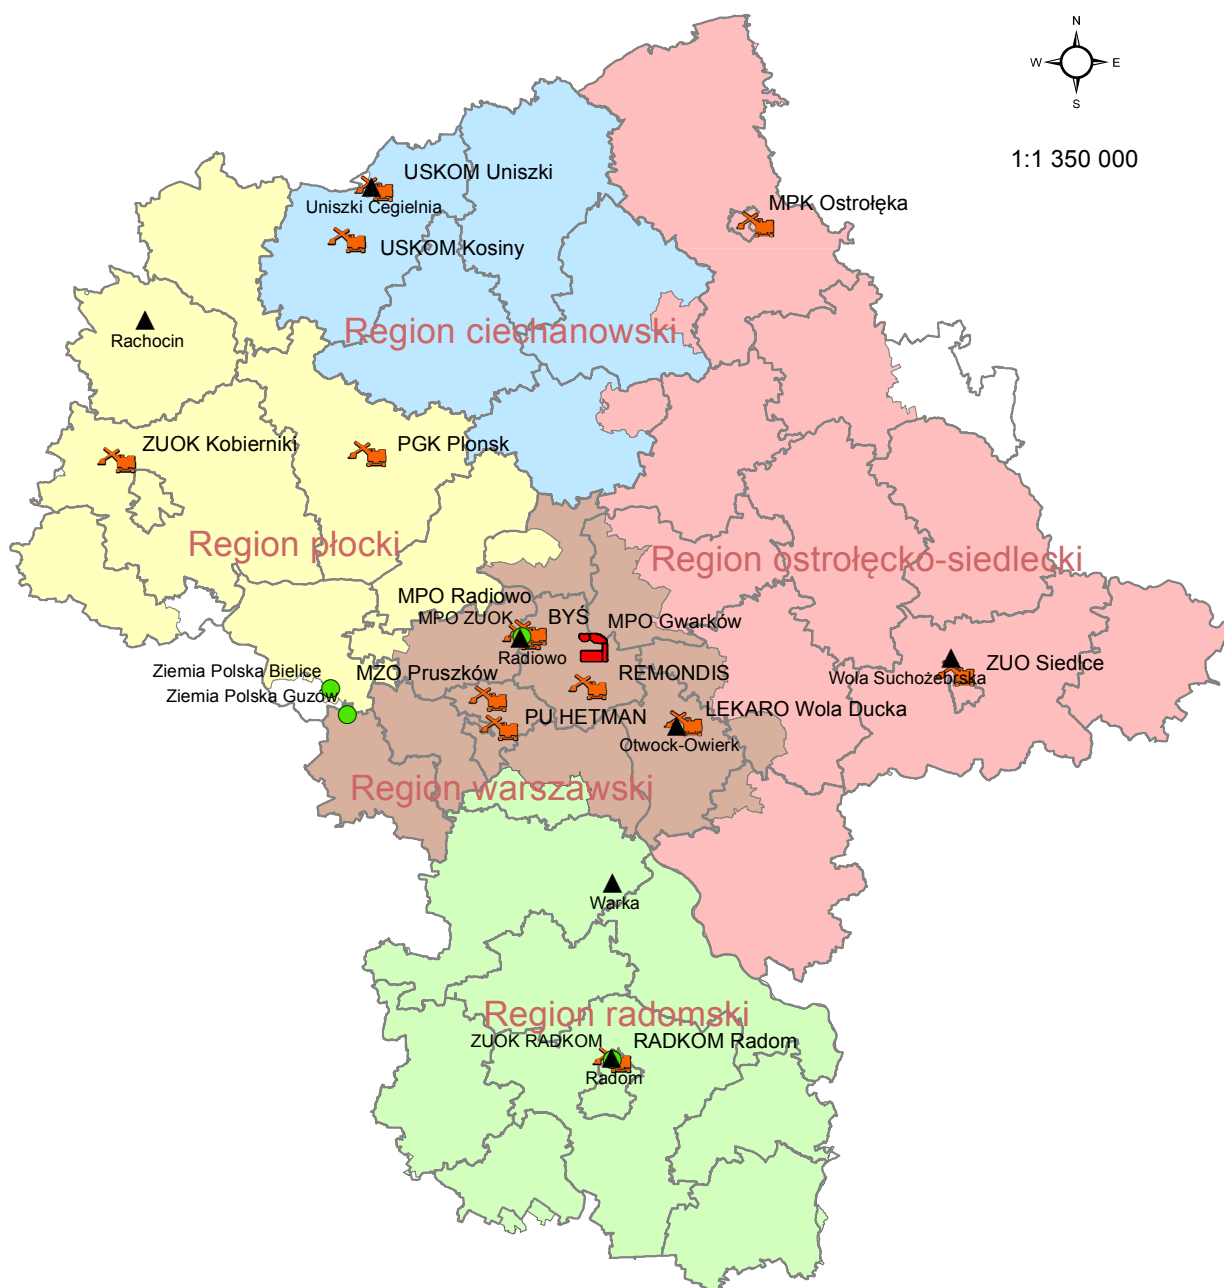 N
W
E
S
1:1 350 000
USKOM Uniszki
Uniszki Cegielnia
MPK Ostrołęka
USKOM Kosiny
Rachocin
Region ciechanowski
ZUOK Kobierniki
PGK Plonsk
Region płocki
Region ostrołęcko-siedlecki
MPO Radiowo
MPO ZUOK
BYŚ
MPO Gwarków
Radiowo
Ziemia Polska Bielice
MZO Pruszków
REMONDIS
ZUO Siedlce
Wola Suchożebrska
Ziemia Polska Guzów
PU HETMAN
LEKARO Wola Ducka
Otwock-Owierk
Region warszawski
Warka
Region radomski
ZUOK RADKOM
RADKOM Radom
Radom